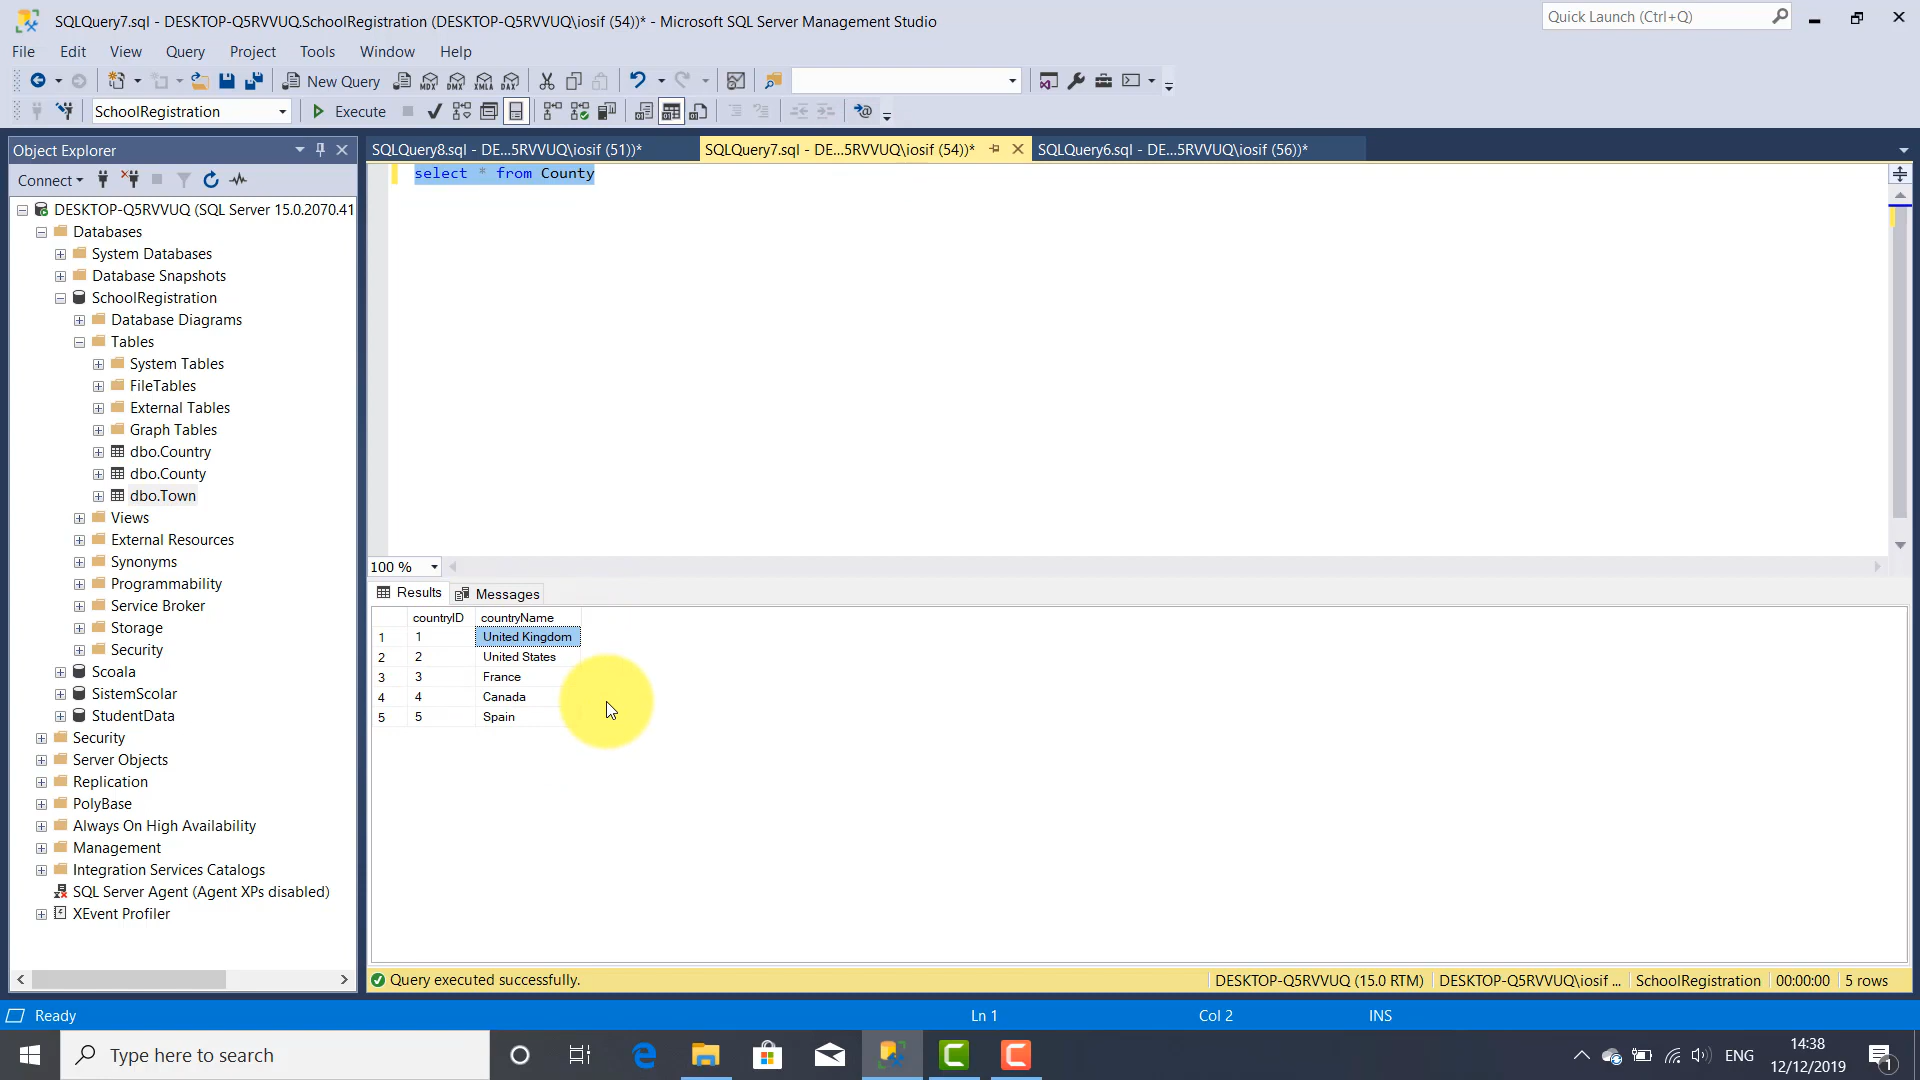 SQLQuery7.sql - DESKTOP-Q5RVVUQ.SchoolRegistration (DESKTOP-Q5RVVUQ\iosif (54))* - Microsoft SQL Server Management Studio
Quick Launch (Ctrl+Q)
File Edit View Query Project Tools Window Help
New Query
MDX DMX XMLA DAX
SchoolRegistration
Execute
Object Explorer
SQLQuery8.sql - DE...5RVVUQ\iosif (51))*
SQLQuery7.sql - DE...5RVVUQ\iosif (54))*
SQLQuery6.sql - DE...5RVVUQ\iosif (56))*
Connect
select * from County
DESKTOP-Q5RVVUQ (SQL Server 15.0.2070.41
Databases
System Databases
Database Snapshots
SchoolRegistration
Database Diagrams
Tables
System Tables
FileTables
External Tables
Graph Tables
dbo.Country
dbo.County
dbo.Town
Views
External Resources
Synonyms
Programmability
Service Broker
Storage
Security
Scoala
SistemScolar
StudentData
Security
Server Objects
Replication
PolyBase
Always On High Availability
Management
Integration Services Catalogs
SQL Server Agent (Agent XPs disabled)
XEvent Profiler
100 %
Results Messages
countryID countryName
1 1 United Kingdom
2 2 United States
3 3 France
4 4 Canada
5 5 Spain
Query executed successfully.
DESKTOP-Q5RVVUQ (15.0 RTM) DESKTOP-Q5RVVUQ\iosif ... SchoolRegistration 00:00:00 5 rows
Ready Ln 1 Col 2 INS
Type here to search
ENG
14:38
12/12/2019
1